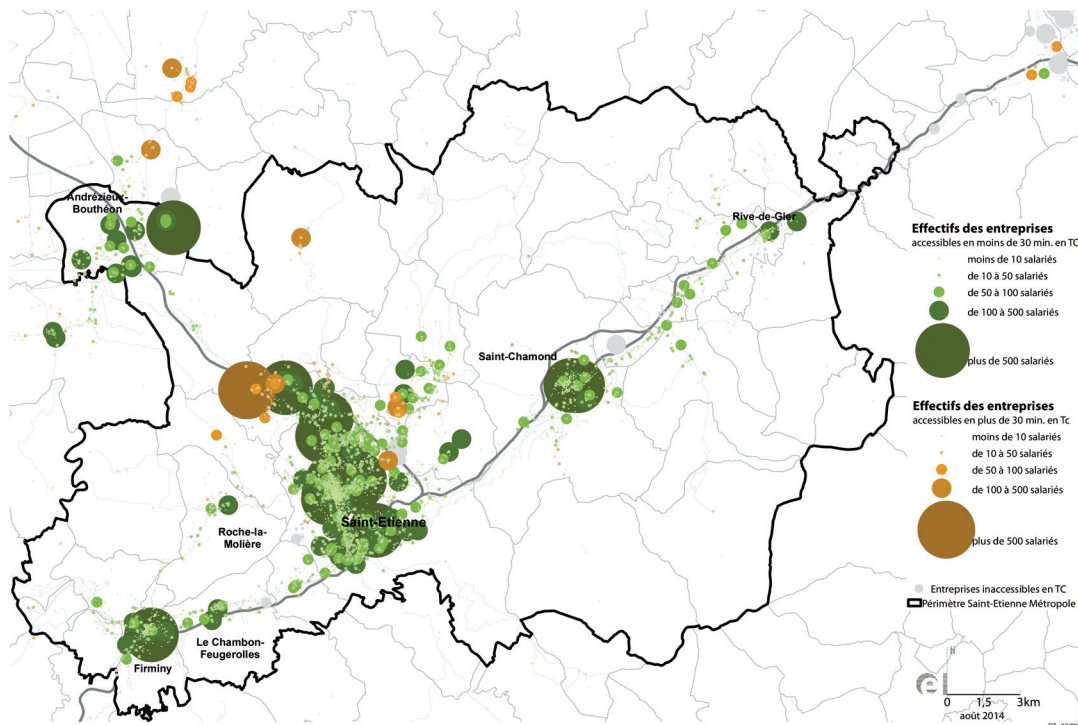 Andrézieux-
Bouthéon
Rive-de-Gier
Saint-Chamond
Saint-Etienne
Roche-la-
Molière
Le Chambon-
Feugerolles
Firminy
Effectifs des entreprises
accessibles en moins de 30 min. en TC
moins de 10 salariés
de 10 à 50 salariés
de 50 à 100 salariés
de 100 à 500 salariés
plus de 500 salariés
Effectifs des entreprises
accessibles en plus de 30 min. en Tc
moins de 10 salariés
de 10 à 50 salariés
de 50 à 100 salariés
de 100 à 500 salariés
plus de 500 salariés
Entreprises inaccessibles en TC
Périmètre Saint-Etienne Métropole
N
0 1,5 3km
août 2014